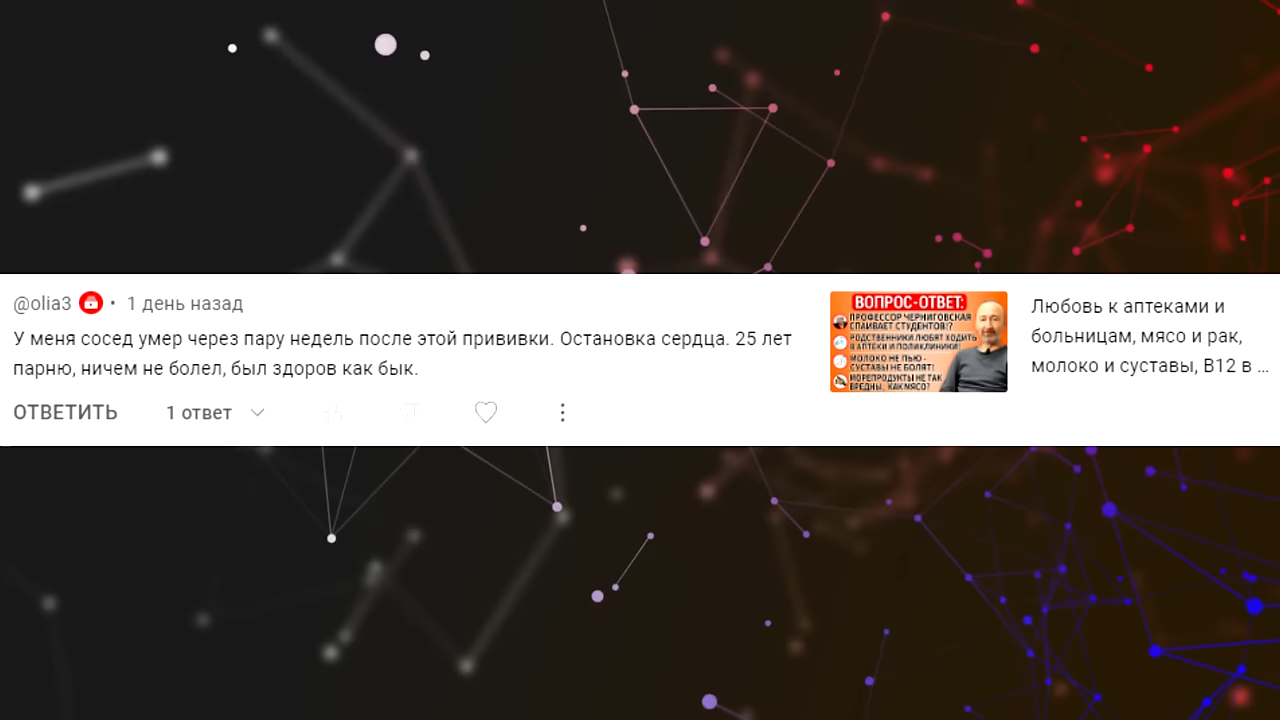 @olia3 • 1 день назад
У меня сосед умер через пару недель после этой прививки. Остановка сердца. 25 лет
парню, ничем не болел, был здоров как бык.
ОТВЕТИТЬ 1 ответ
ВОПРОС-ОТВЕТ:
ПРОФЕССОР ЧЕРНИГОВСКАЯ
СПАИВАЕТ СТУДЕНТОВ!?
РОДСТВЕННИКИ ЛЮБЯТ ХОДИТЬ
В АПТЕКИ И ПОЛИКЛИНИКИ!
МОЛОКО НЕ ПЬЮ -
СУСТАВЫ НЕ БОЛЯТ!
МОРЕПРОДУКТЫ НЕ ТАК
ВРЕДНЫ, КАК МЯСО?
Любовь к аптеками и
больницам, мясо и рак,
молоко и суставы, В12 в ...